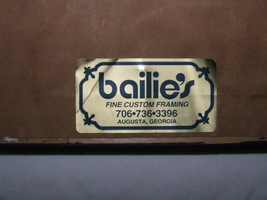 bailie's
FINE CUSTOM FRAMING
706•736•3396
AUGUSTA, GEORGIA